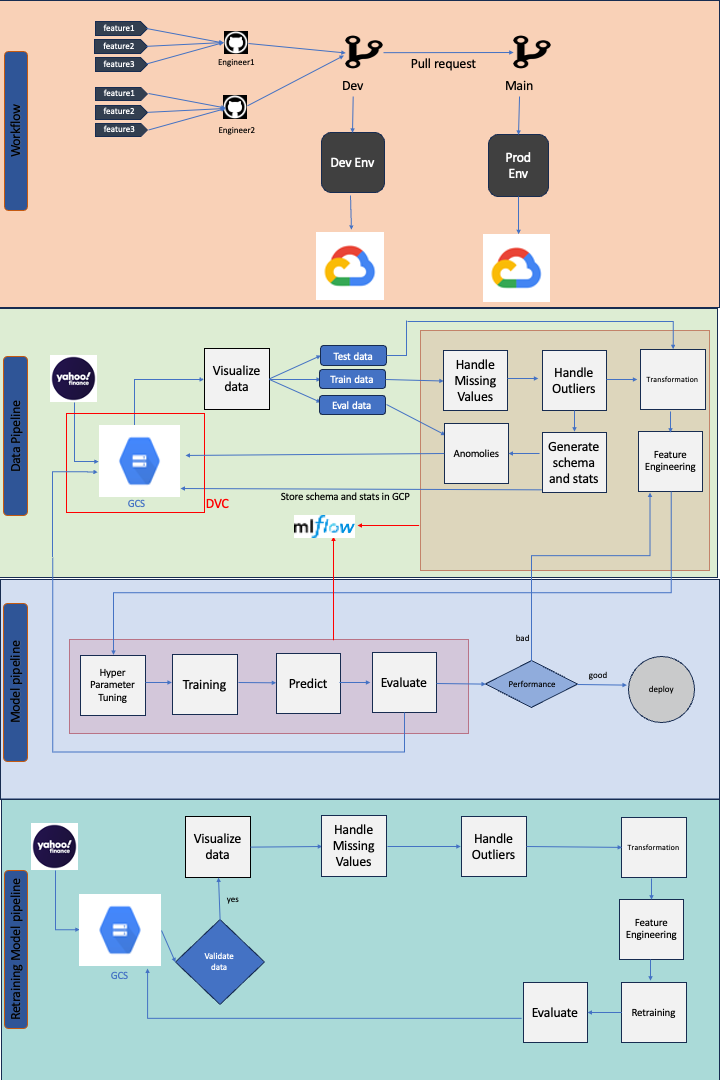 Workflow
feature1
feature2
feature3
Engineer1
feature1
feature2
feature3
Engineer2
Dev
Pull request
Main
Dev Env
Prod
Env
Data Pipeline
yahoo!
finance
GCS
DVC
Visualize
data
Test data
Train data
Eval data
Handle
Missing
Values
Handle
Outliers
Transformation
Anomolies
Generate
schema
and stats
Feature
Engineering
Store schema and stats in GCP
mlflow
Model pipeline
Hyper
Parameter
Tuning
Training
Predict
Evaluate
Performance
bad
good
deploy
Retraining Model pipeline
yahoo!
finance
GCS
Validate
data
yes
Visualize
data
Handle
Missing
Values
Handle
Outliers
Transformation
Feature
Engineering
Retraining
Evaluate